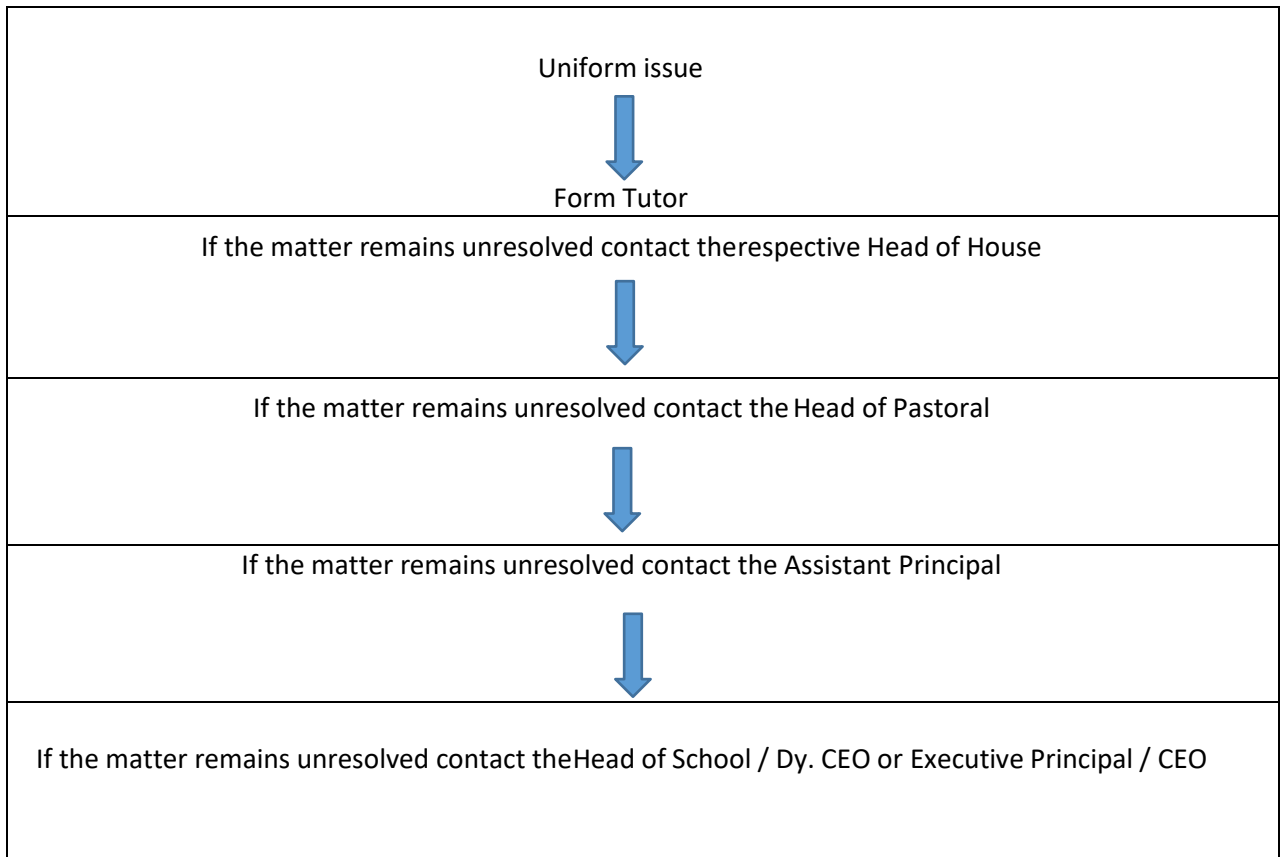 Uniform issue
Form Tutor
If the matter remains unresolved contact therespective Head of House
If the matter remains unresolved contact the Head of Pastoral
If the matter remains unresolved contact the Assistant Principal
If the matter remains unresolved contact theHead of School / Dy. CEO or Executive Principal / CEO